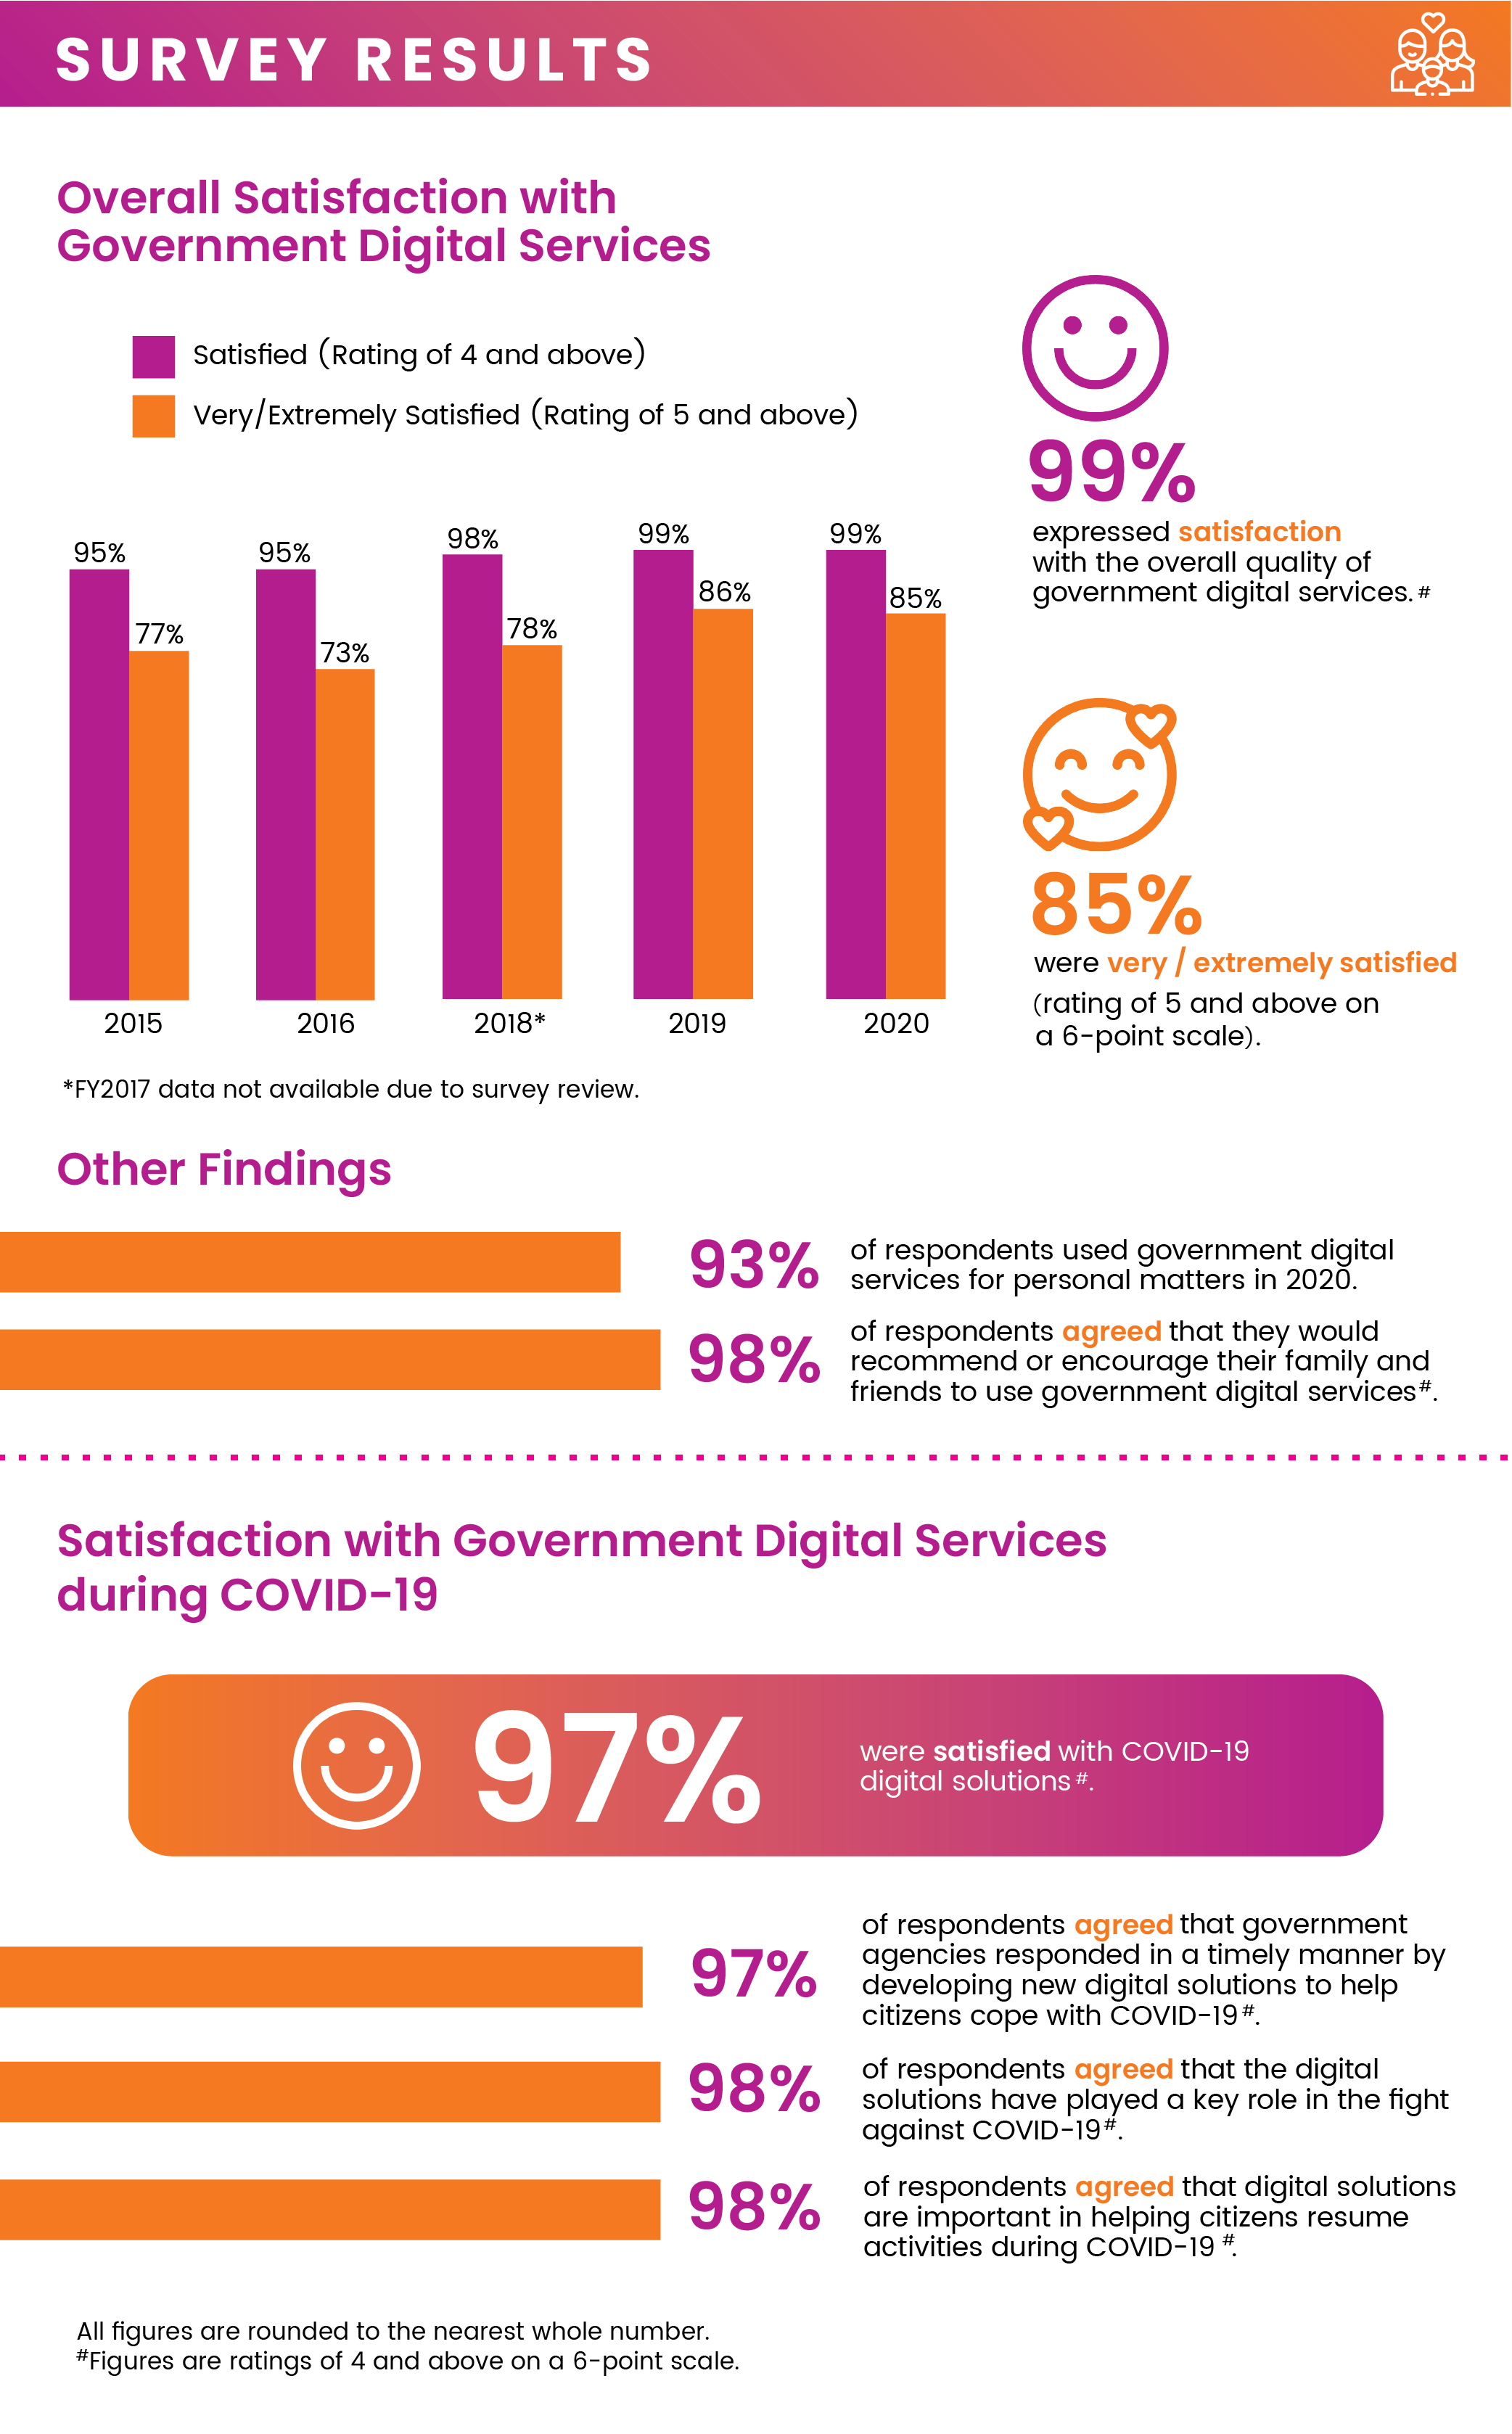 SURVEY RESULTS
Overall Satisfaction with
Government Digital Services
Satisfied (Rating of 4 and above)
Very/Extremely Satisfied (Rating of 5 and above)
95%
77%
95%
73%
98%
78%
99%
86%
99%
85%
2015
2016
2018*
2019
2020
*FY2017 data not available due to survey review.
99%
expressed satisfaction
with the overall quality of
government digital services.#
85%
were very / extremely satisfied
(rating of 5 and above on
a 6-point scale).
Other Findings
93%
of respondents used government digital
services for personal matters in 2020.
98%
of respondents agreed that they would
recommend or encourage their family and
friends to use government digital services#.
Satisfaction with Government Digital Services
during COVID-19
97%
were satisfied with COVID-19
digital solutions#.
97%
of respondents agreed that government
agencies responded in a timely manner by
developing new digital solutions to help
citizens cope with COVID-19#.
98%
of respondents agreed that the digital
solutions have played a key role in the fight
against COVID-19#.
98%
of respondents agreed that digital solutions
are important in helping citizens resume
activities during COVID-19 #.
All figures are rounded to the nearest whole number.
#Figures are ratings of 4 and above on a 6-point scale.